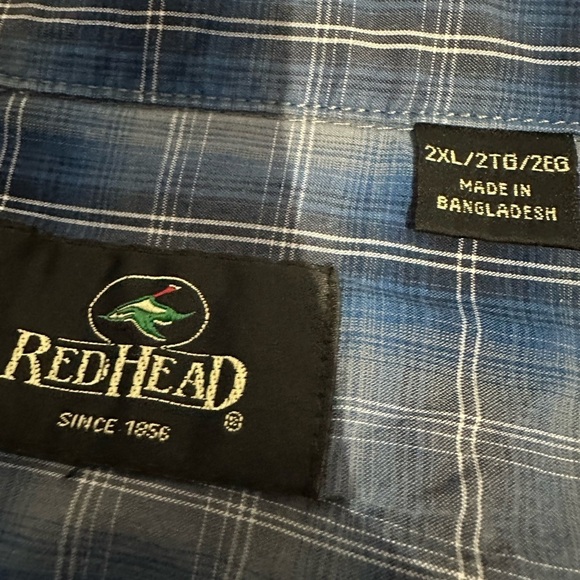 2XL/2TG/2EG
MADE IN
BANGLADESH
REDHEAD
SINCE 1856
®